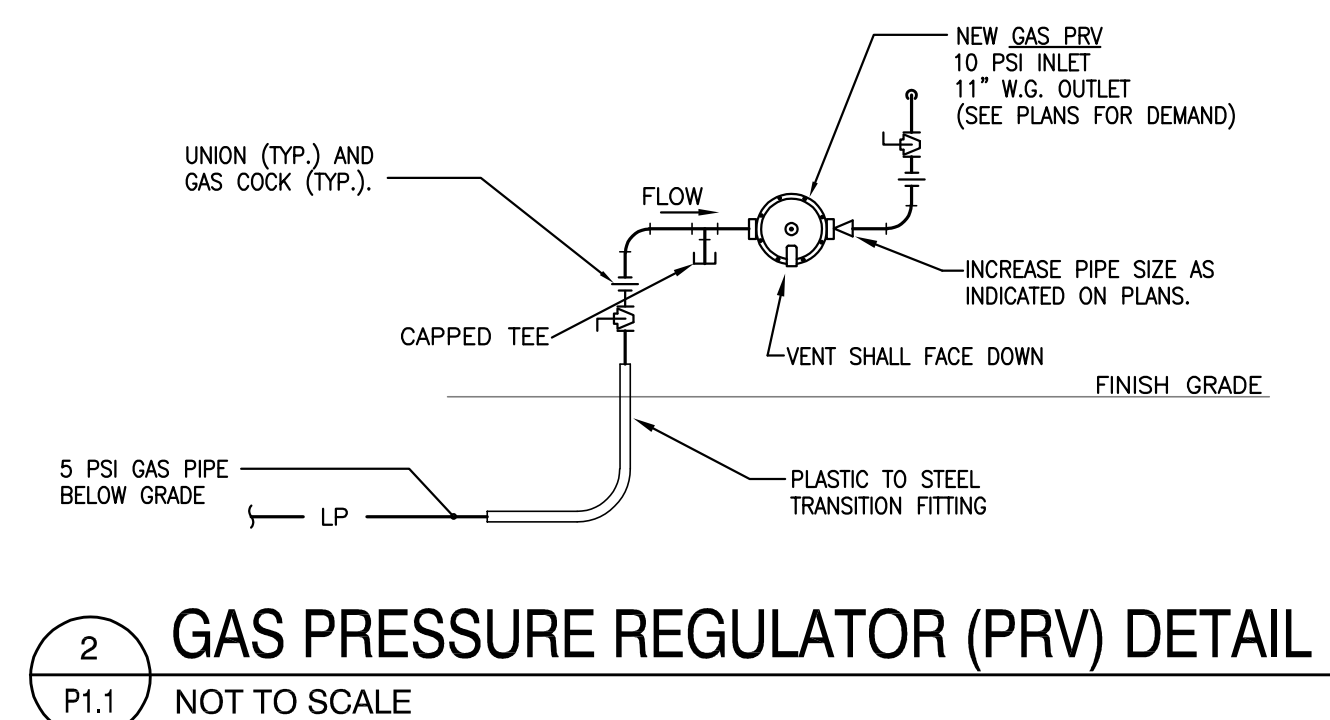 NEW GAS PRV
10 PSI INLET
11" W.G. OUTLET
(SEE PLANS FOR DEMAND)
UNION (TYP.) AND
GAS COCK (TYP.).
FLOW
INCREASE PIPE SIZE AS
INDICATED ON PLANS.
CAPPED TEE
VENT SHALL FACE DOWN
FINISH GRADE
5 PSI GAS PIPE
BELOW GRADE
LP
PLASTIC TO STEEL
TRANSITION FITTING
2
GAS PRESSURE REGULATOR (PRV) DETAIL
P1.1
NOT TO SCALE